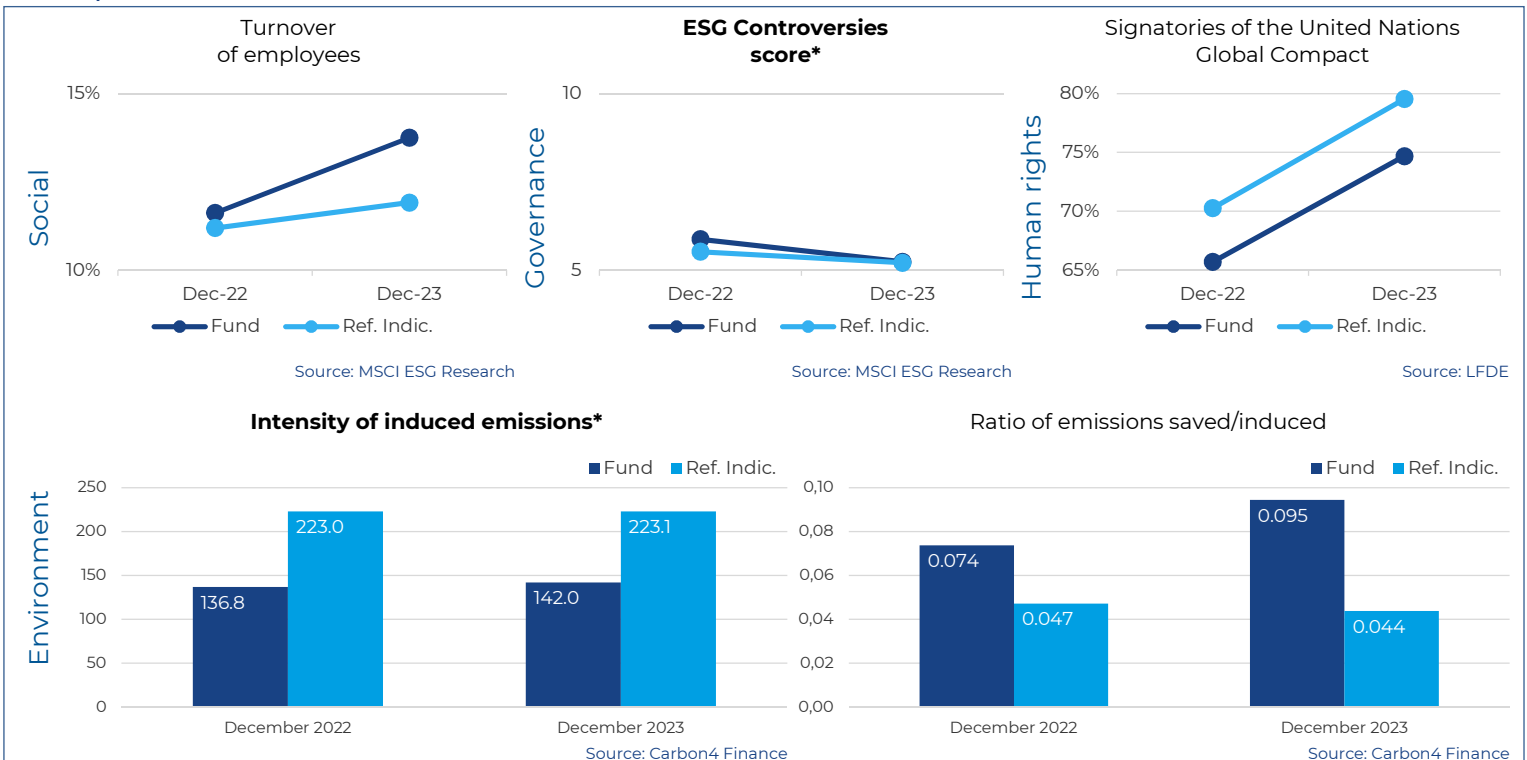 Turnover
of employees
15%
10%
Social
Dec-22
Dec-23
Fund
Ref. Indic.
Source: MSCI ESG Research
ESG Controversies
score*
10
5
Governance
Dec-22
Dec-23
Fund
Ref. Indic.
Source: MSCI ESG Research
Signatories of the United Nations
Global Compact
80%
75%
70%
65%
Human rights
Dec-22
Dec-23
Fund
Ref. Indic.
Source: LFDE
Intensity of induced emissions*
Fund
Ref. Indic.
250
200
150
100
50
0
Environment
136.8
223.0
142.0
223.1
December 2022
December 2023
Source: Carbon4 Finance
Ratio of emissions saved/induced
Fund
Ref. Indic.
0,10
0,08
0,06
0,04
0,02
0,00
0.074
0.047
0.095
0.044
December 2022
December 2023
Source: Carbon4 Finance